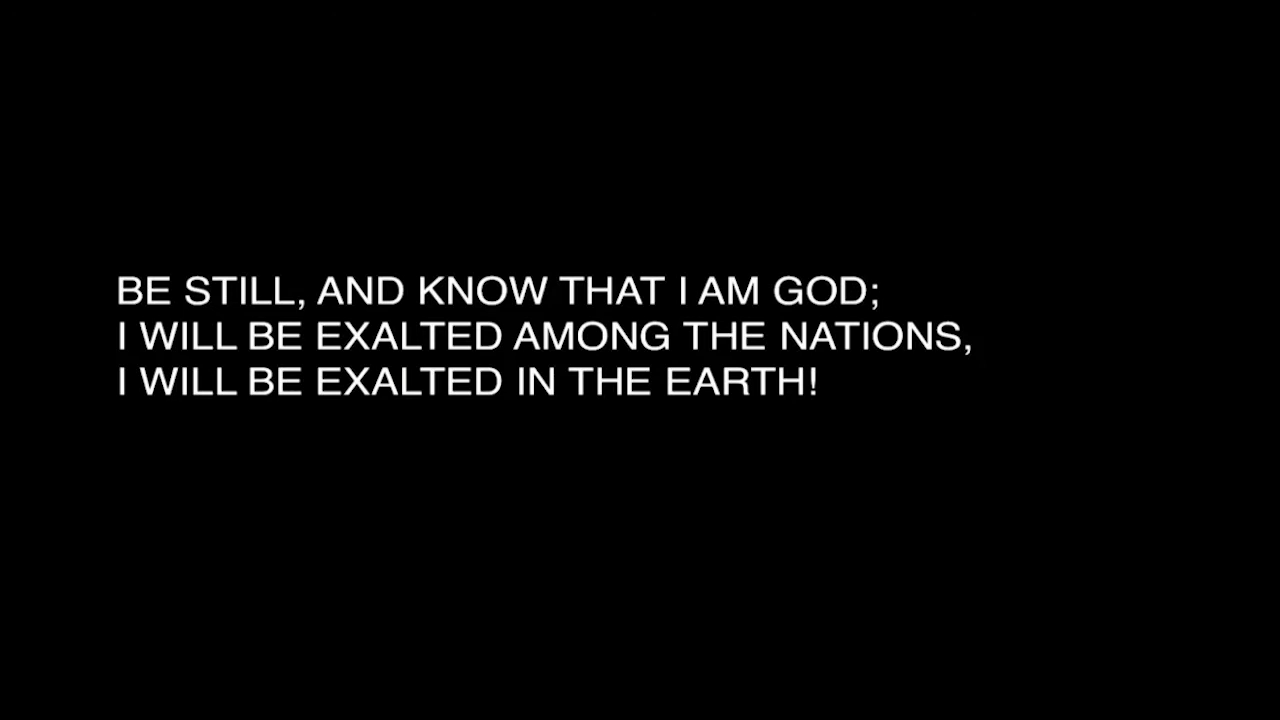 BE STILL, AND KNOW THAT I AM GOD;
I WILL BE EXALTED AMONG THE NATIONS,
I WILL BE EXALTED IN THE EARTH!